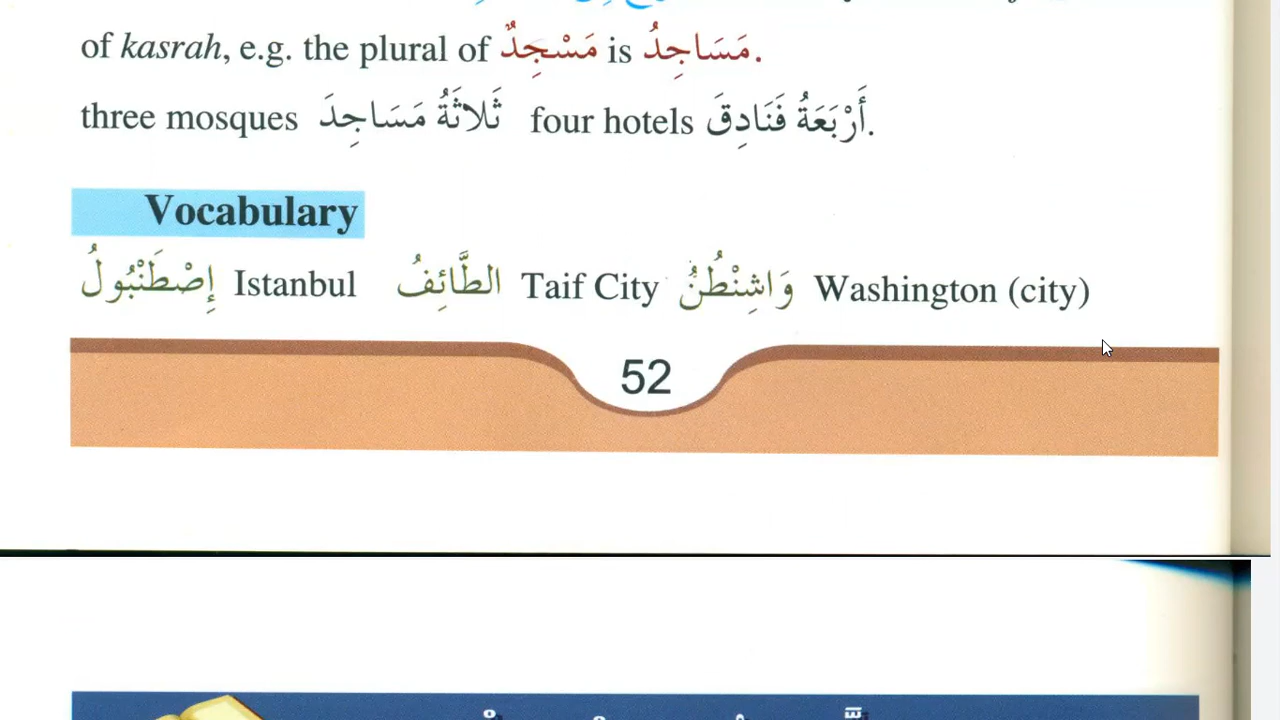 of kasrah, e.g. the plural of مَسْجِدٌ is مَسَاجِدُ.
three mosques ثَلاثَةُ مَسَاجِدَ four hotels أَرْبَعَةُ فَنَادِقَ.
Vocabulary
إِصْطَنْبُولُ Istanbul الطَّائِفُ Taif City وَاشِنْطُنُ Washington (city)
52